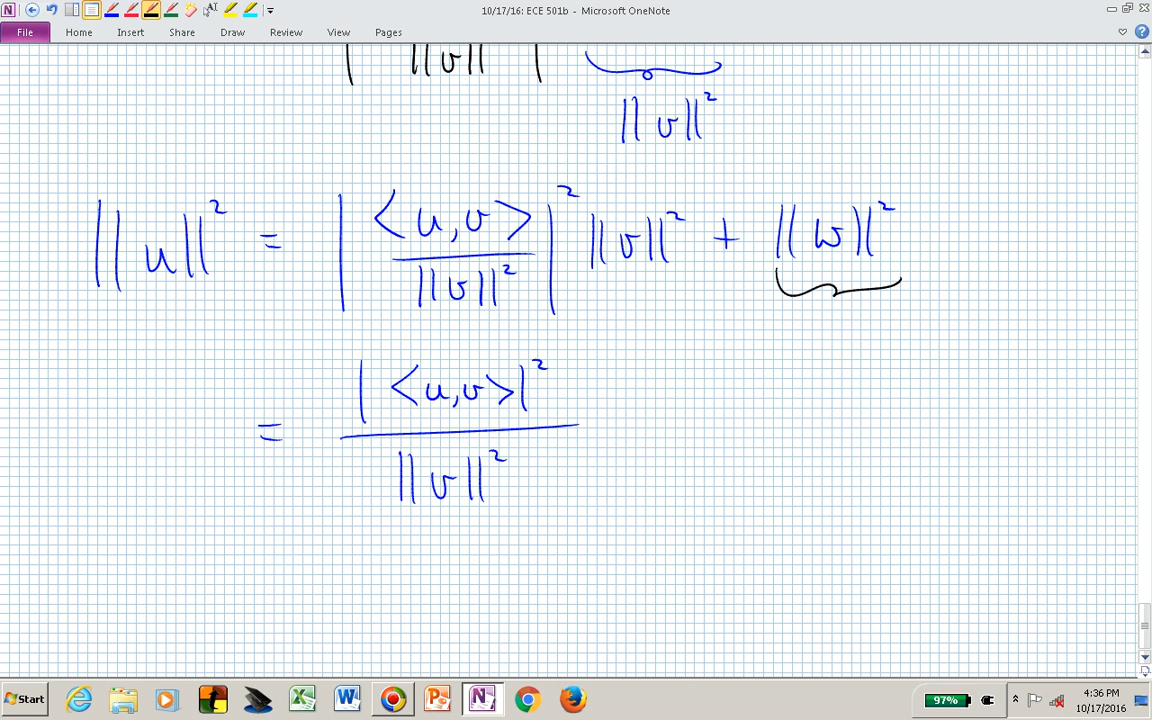 10/17/16: ECE 501b - Microsoft OneNote
File Home Insert Share Draw Review View Pages
||v||
||v||²
||u||² = |<u,v>/||v||²|² ||v||² + ||w||²
= |<u,v>|²/||v||²
Start
97%
4:36 PM
10/17/2016